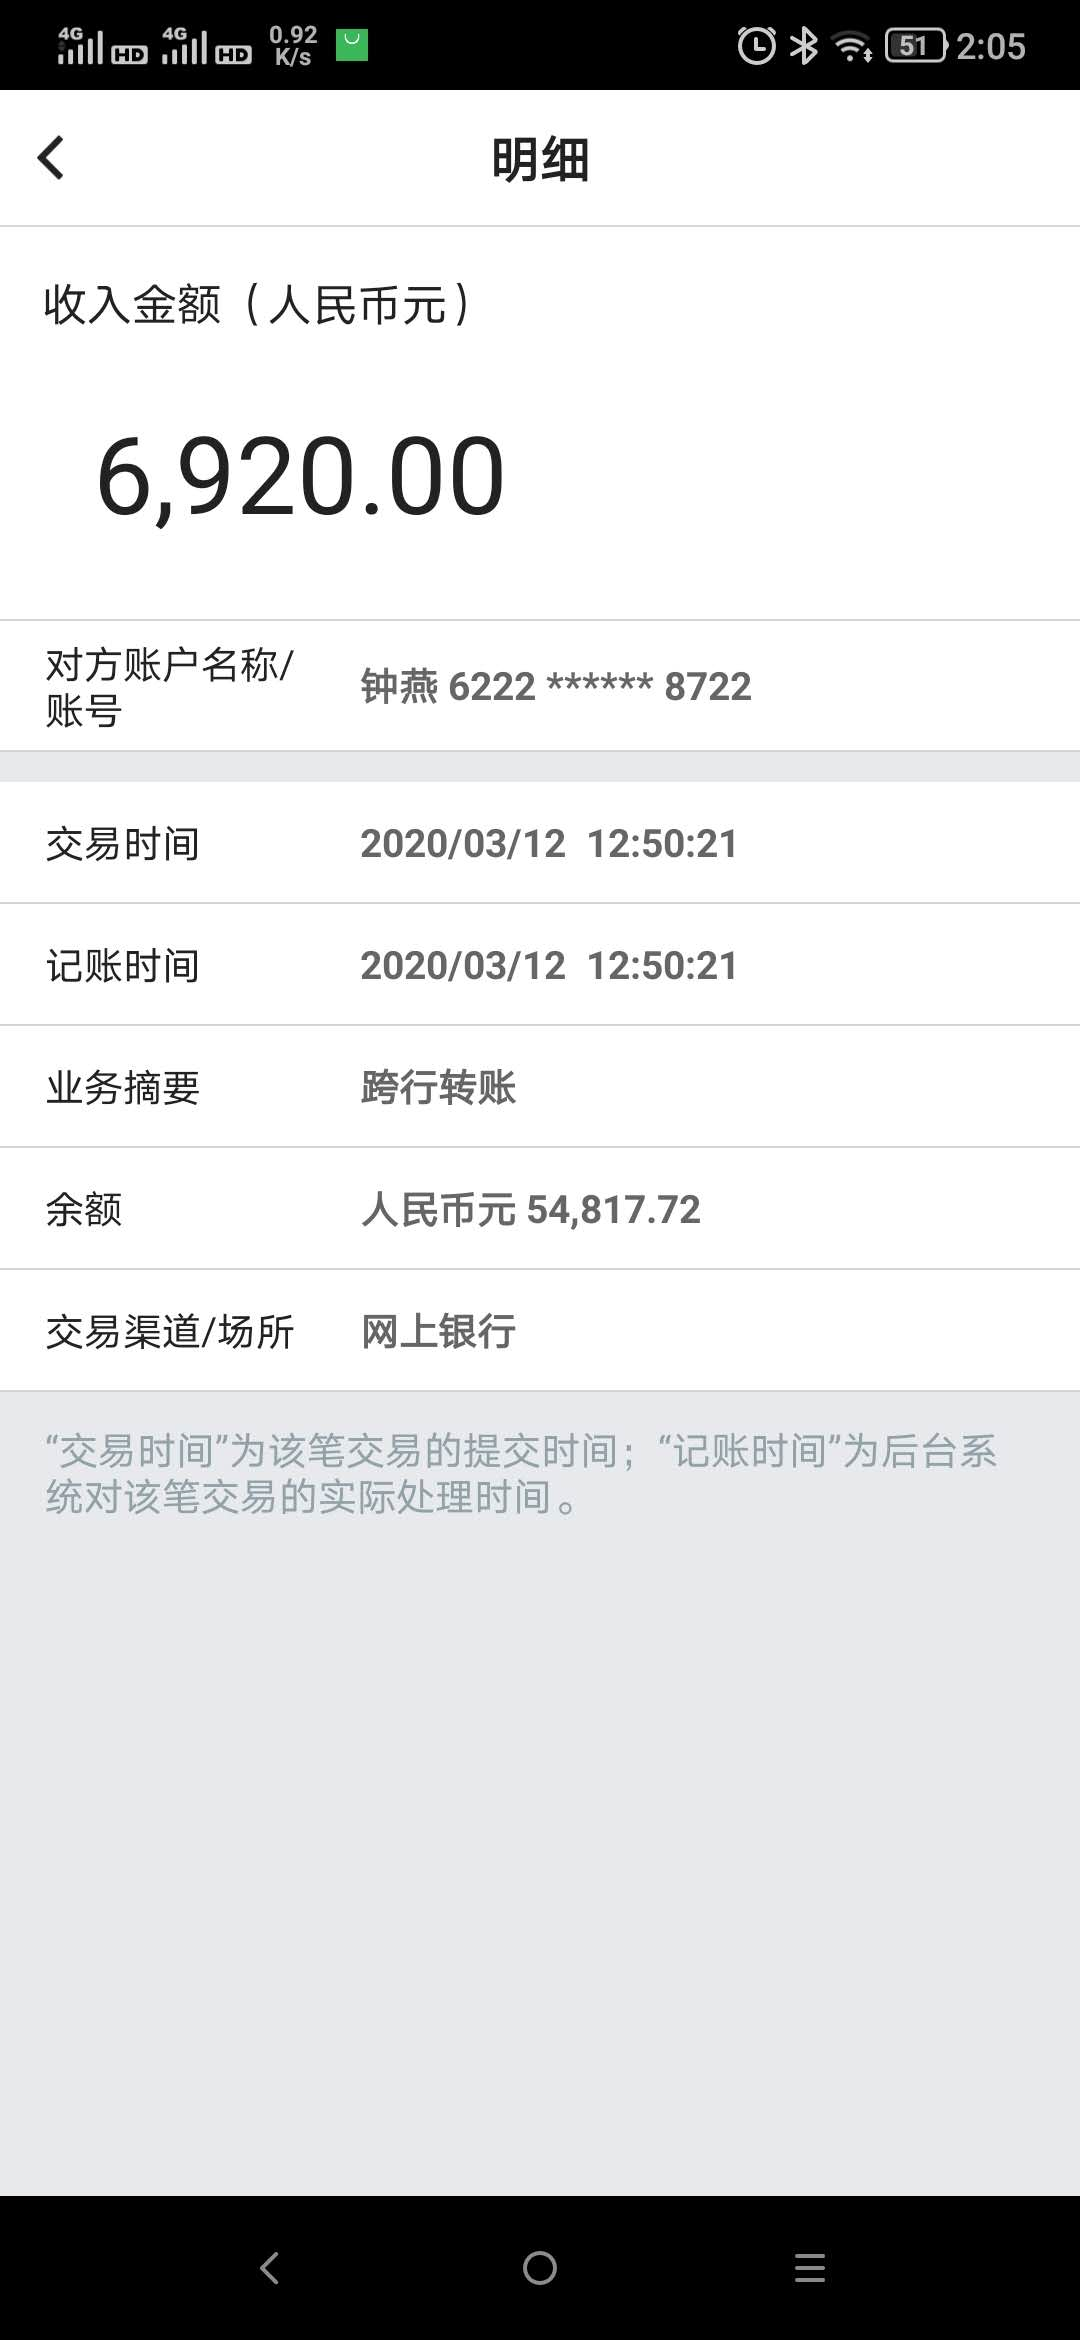 4G HD 4G HD 0.92 K/s 51 2:05
明细
收入金额（人民币元）
6,920.00
对方账户名称/
账号
钟燕 6222 ****** 8722
交易时间 2020/03/12 12:50:21
记账时间 2020/03/12 12:50:21
业务摘要 跨行转账
余额 人民币元 54,817.72
交易渠道/场所 网上银行
“交易时间”为该笔交易的提交时间；“记账时间”为后台系
统对该笔交易的实际处理时间。